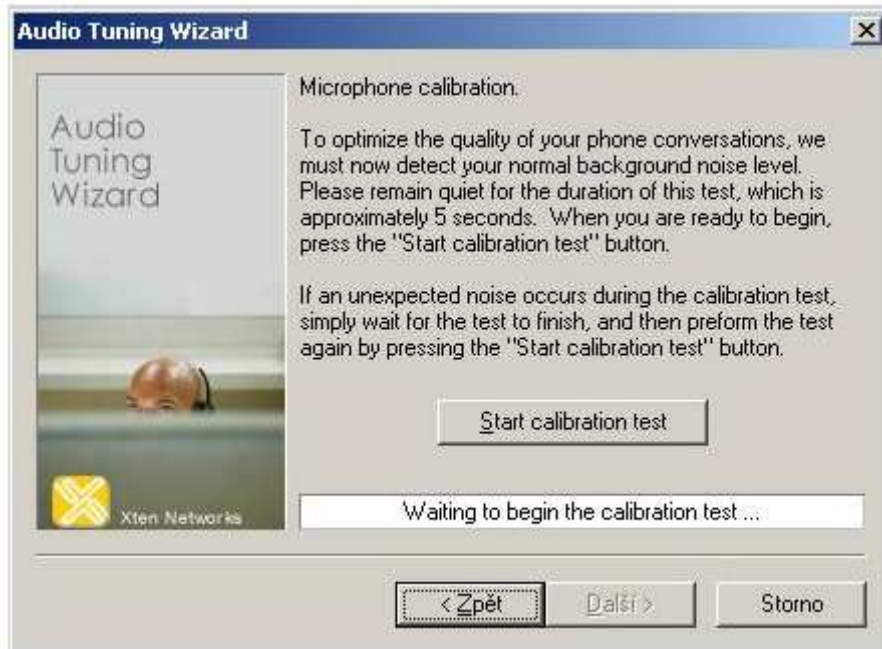 Audio Tuning Wizard
Audio
Tuning
Wizard
Xten Networks
Microphone calibration.
To optimize the quality of your phone conversations, we
must now detect your normal background noise level.
Please remain quiet for the duration of this test, which is
approximately 5 seconds.  When you are ready to begin,
press the "Start calibration test" button.
If an unexpected noise occurs during the calibration test,
simply wait for the test to finish, and then preform the test
again by pressing the "Start calibration test" button.
Start calibration test
Waiting to begin the calibration test ...
< Zpět
Další >
Storno